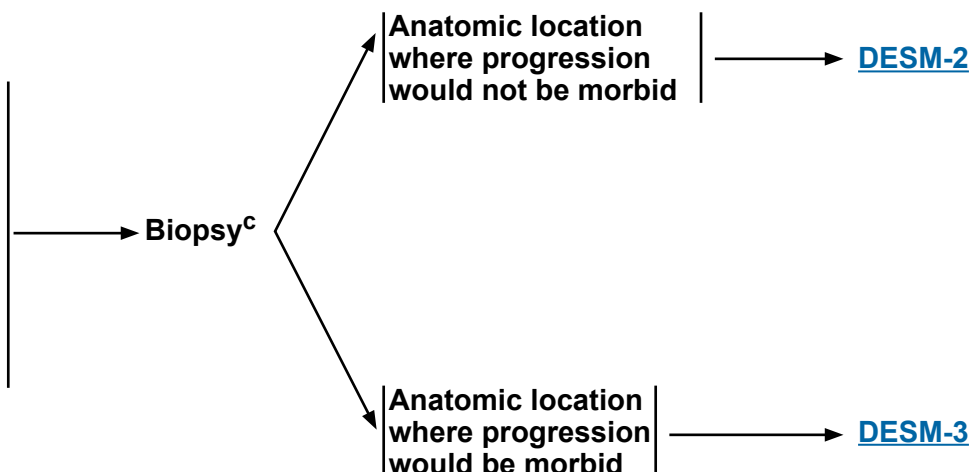 Anatomic location
where progression
would not be morbid
DESM-2
Biopsyᶜ
Anatomic location
where progression
would be morbid
DESM-3